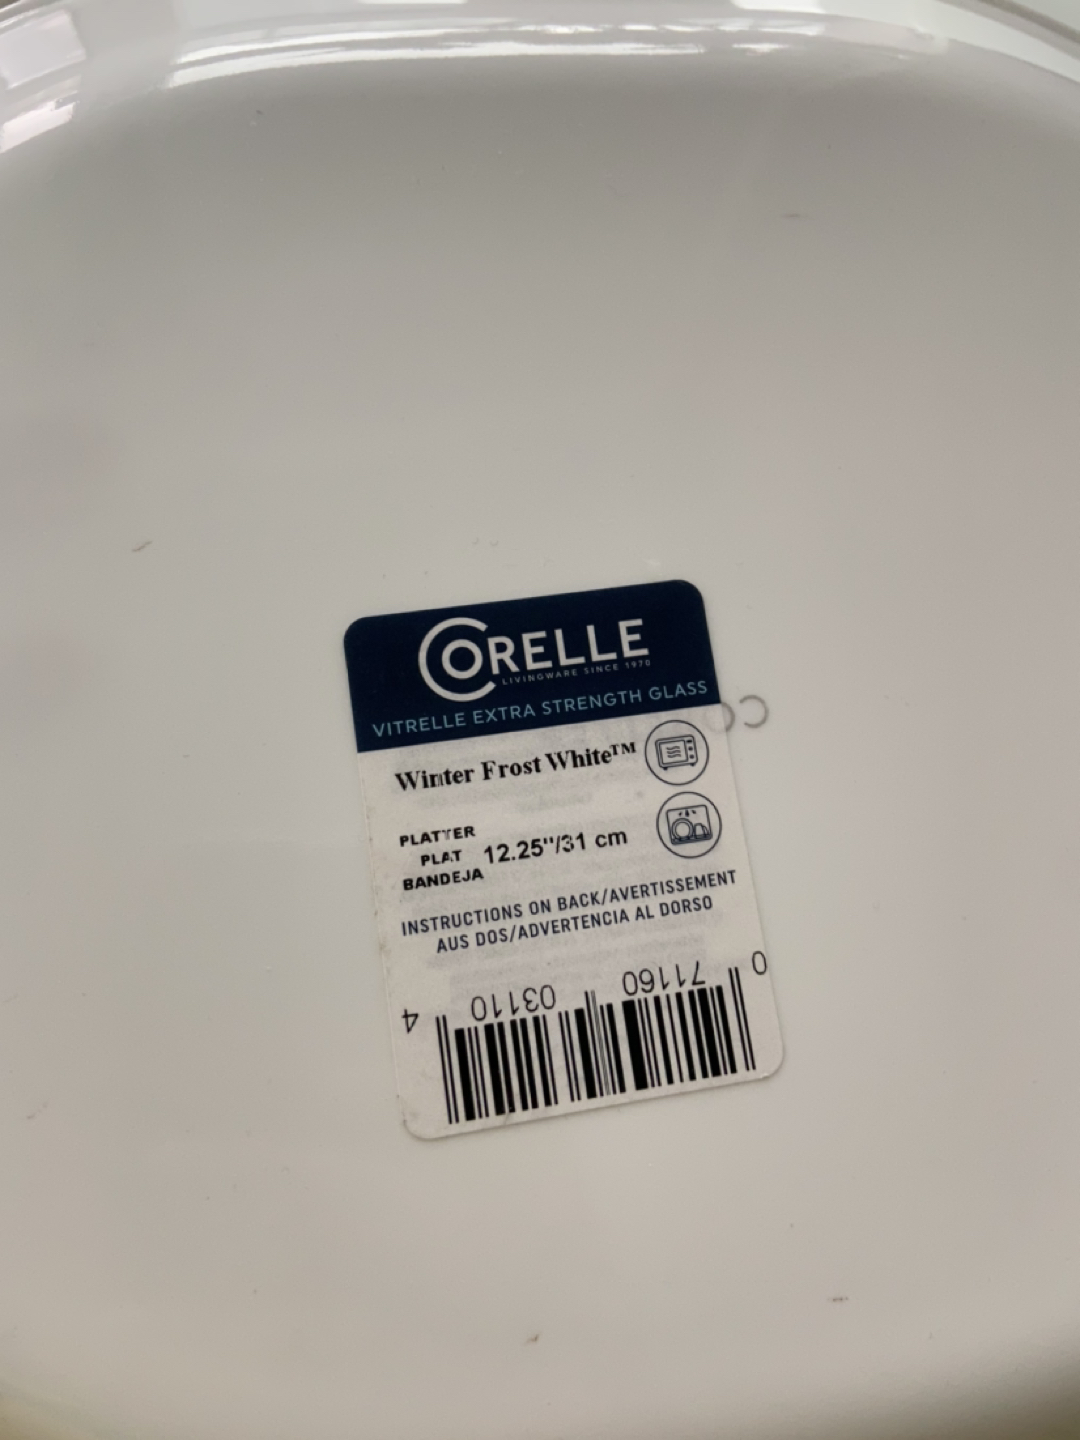 CORELLE
LIVINGWARE SINCE 1970
VITRELLE EXTRA STRENGTH GLASS
CO
Winter Frost White™
PLATTER
PLAT
BANDEJA
12.25"/31 cm
INSTRUCTIONS ON BACK/AVERTISSEMENT
AUS DOS/ADVERTENCIA AL DORSO
0 71160 03110 4